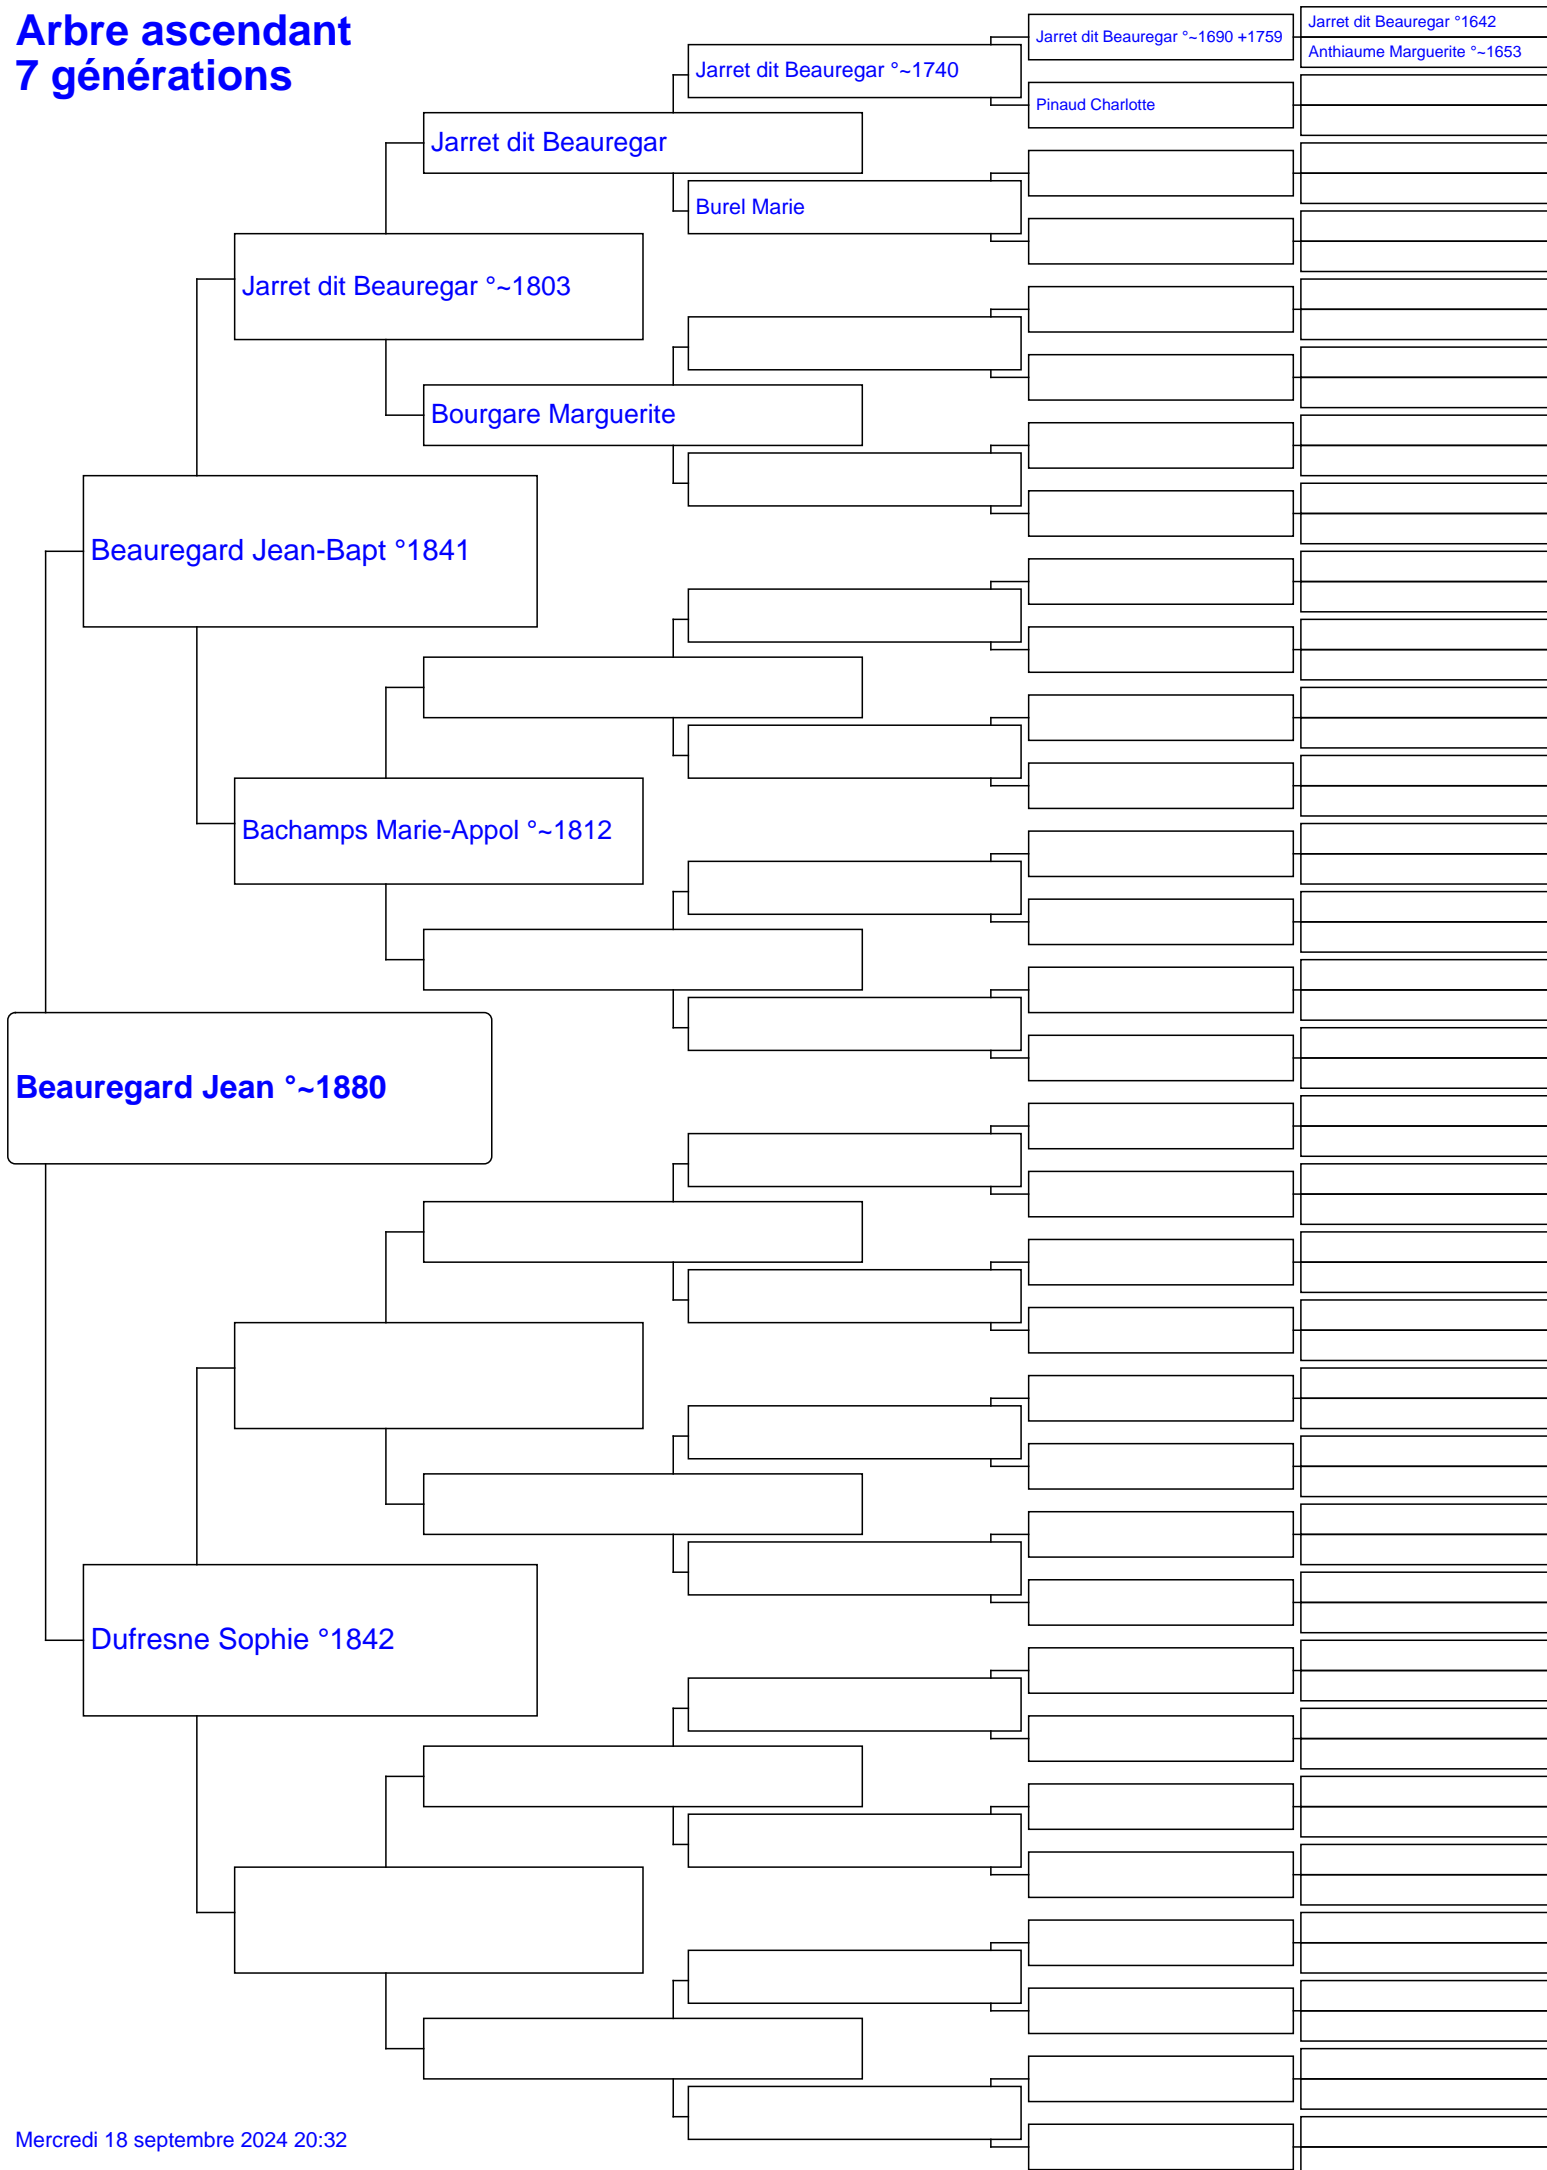 Arbre ascendant
7 générations
Jarret dit Beauregar °1642
Anthiaume Marguerite °~1653
Jarret dit Beauregar °~1690 +1759
Jarret dit Beauregar °~1740
Pinaud Charlotte
Jarret dit Beauregar
Burel Marie
Jarret dit Beauregar °~1803
Bourgare Marguerite
Beauregard Jean-Bapt °1841
Bachamps Marie-Appol °~1812
Beauregard Jean °~1880
Dufresne Sophie °1842
Mercredi 18 septembre 2024 20:32